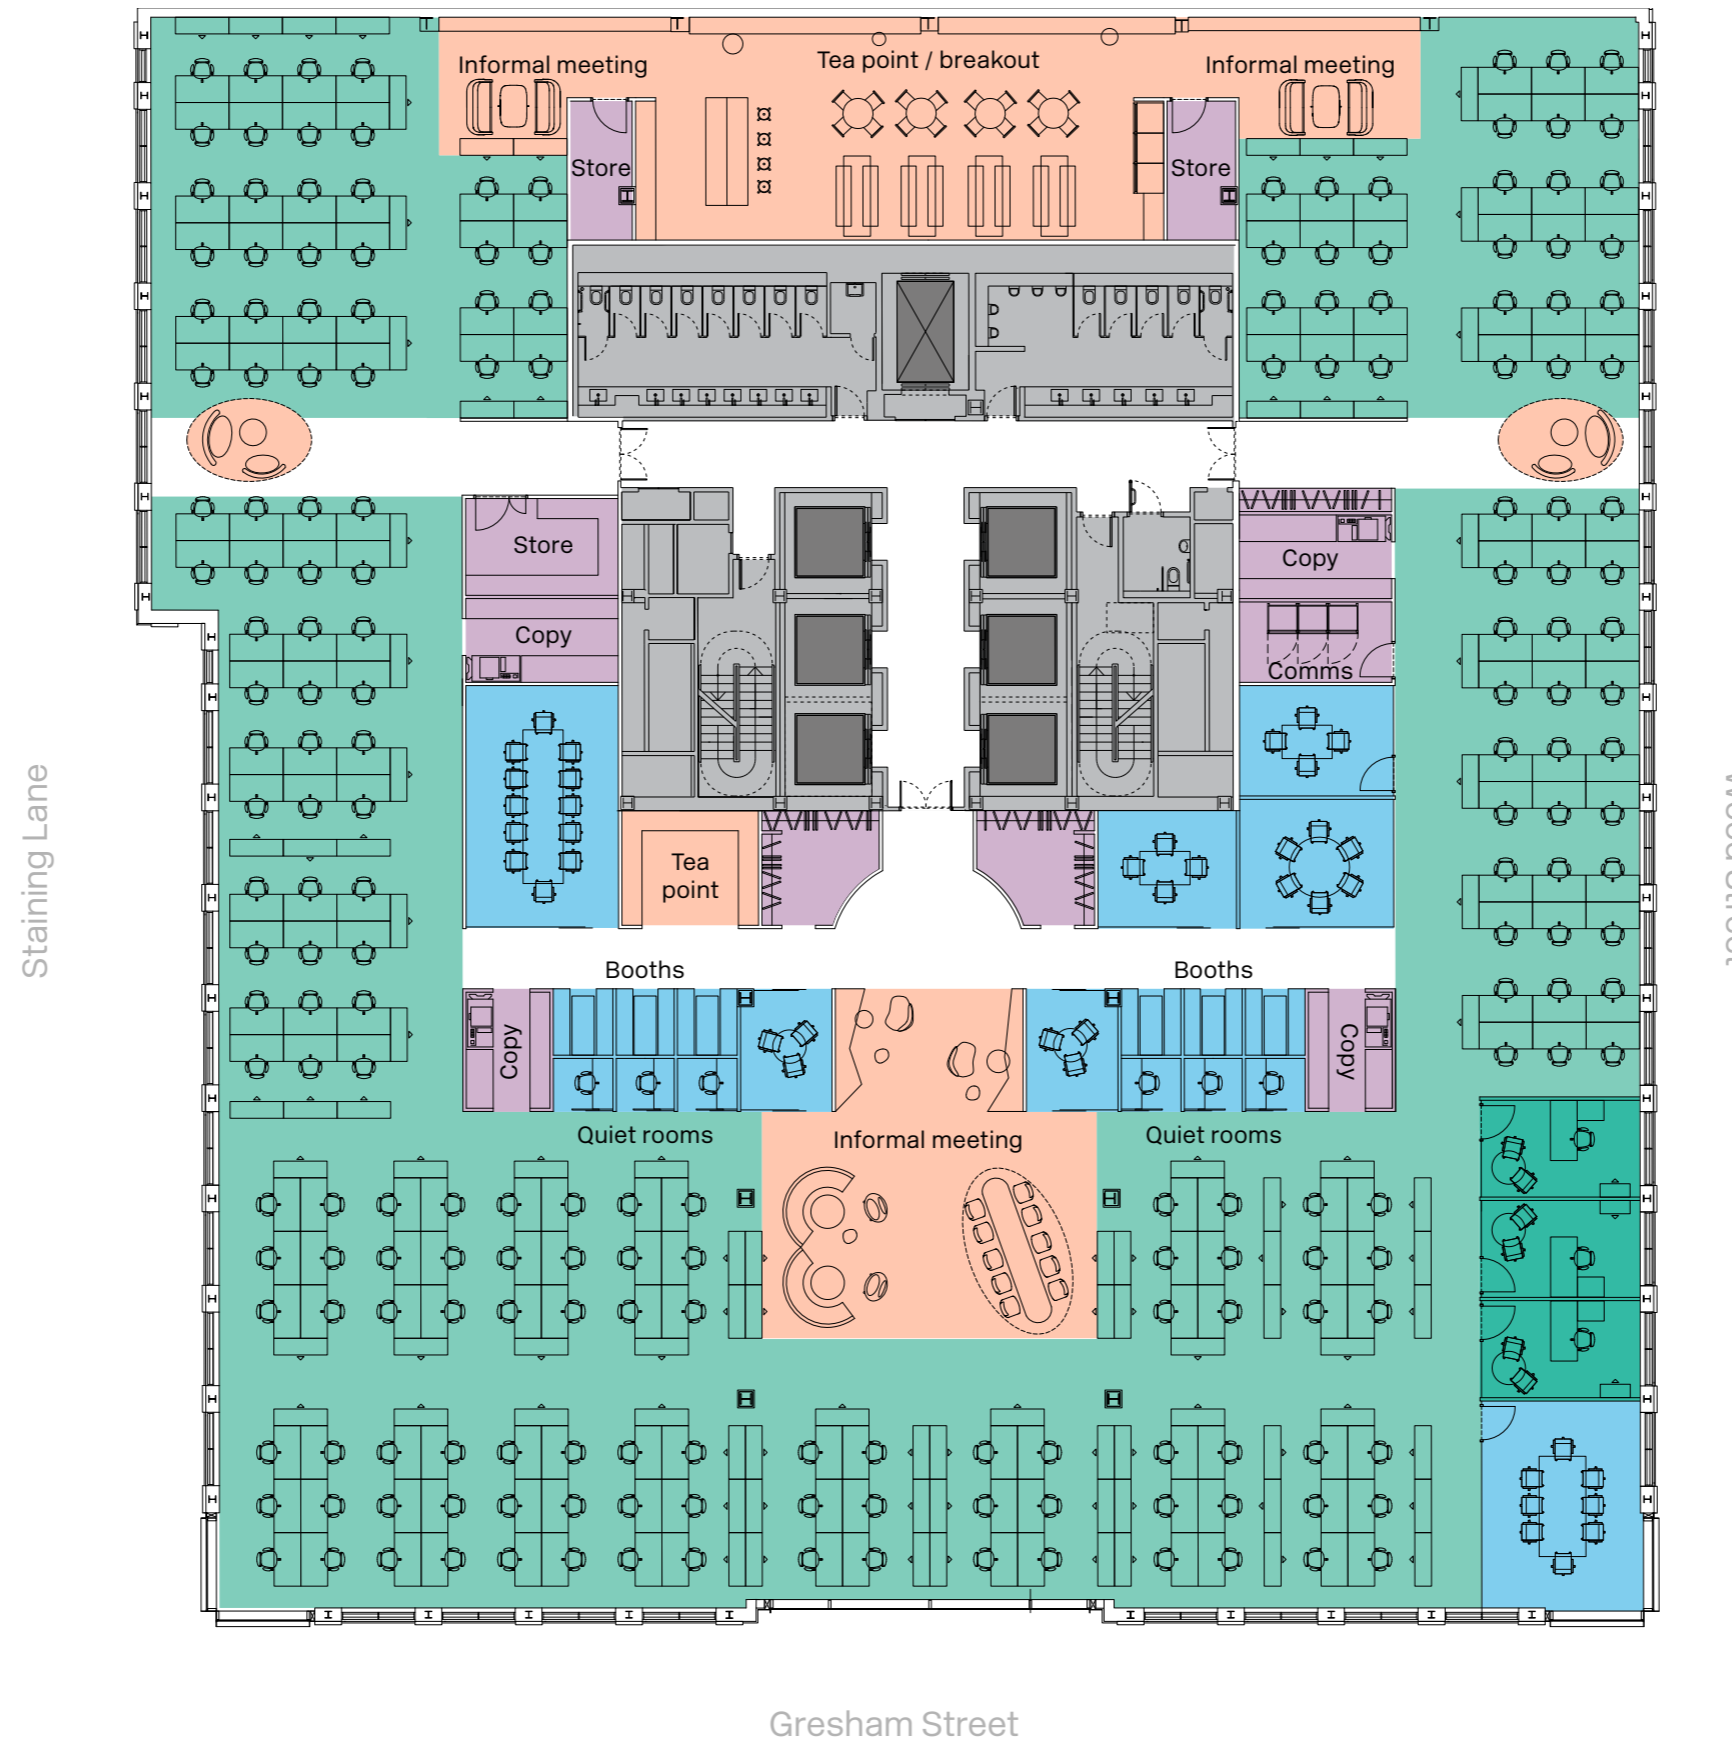 Informal meeting
Tea point / breakout
Informal meeting
Store
Store
Store
Copy
Copy
Comms
Tea
point
Booths
Booths
Copy
Copy
Quiet rooms
Informal meeting
Quiet rooms
Staining Lane
Gresham Street